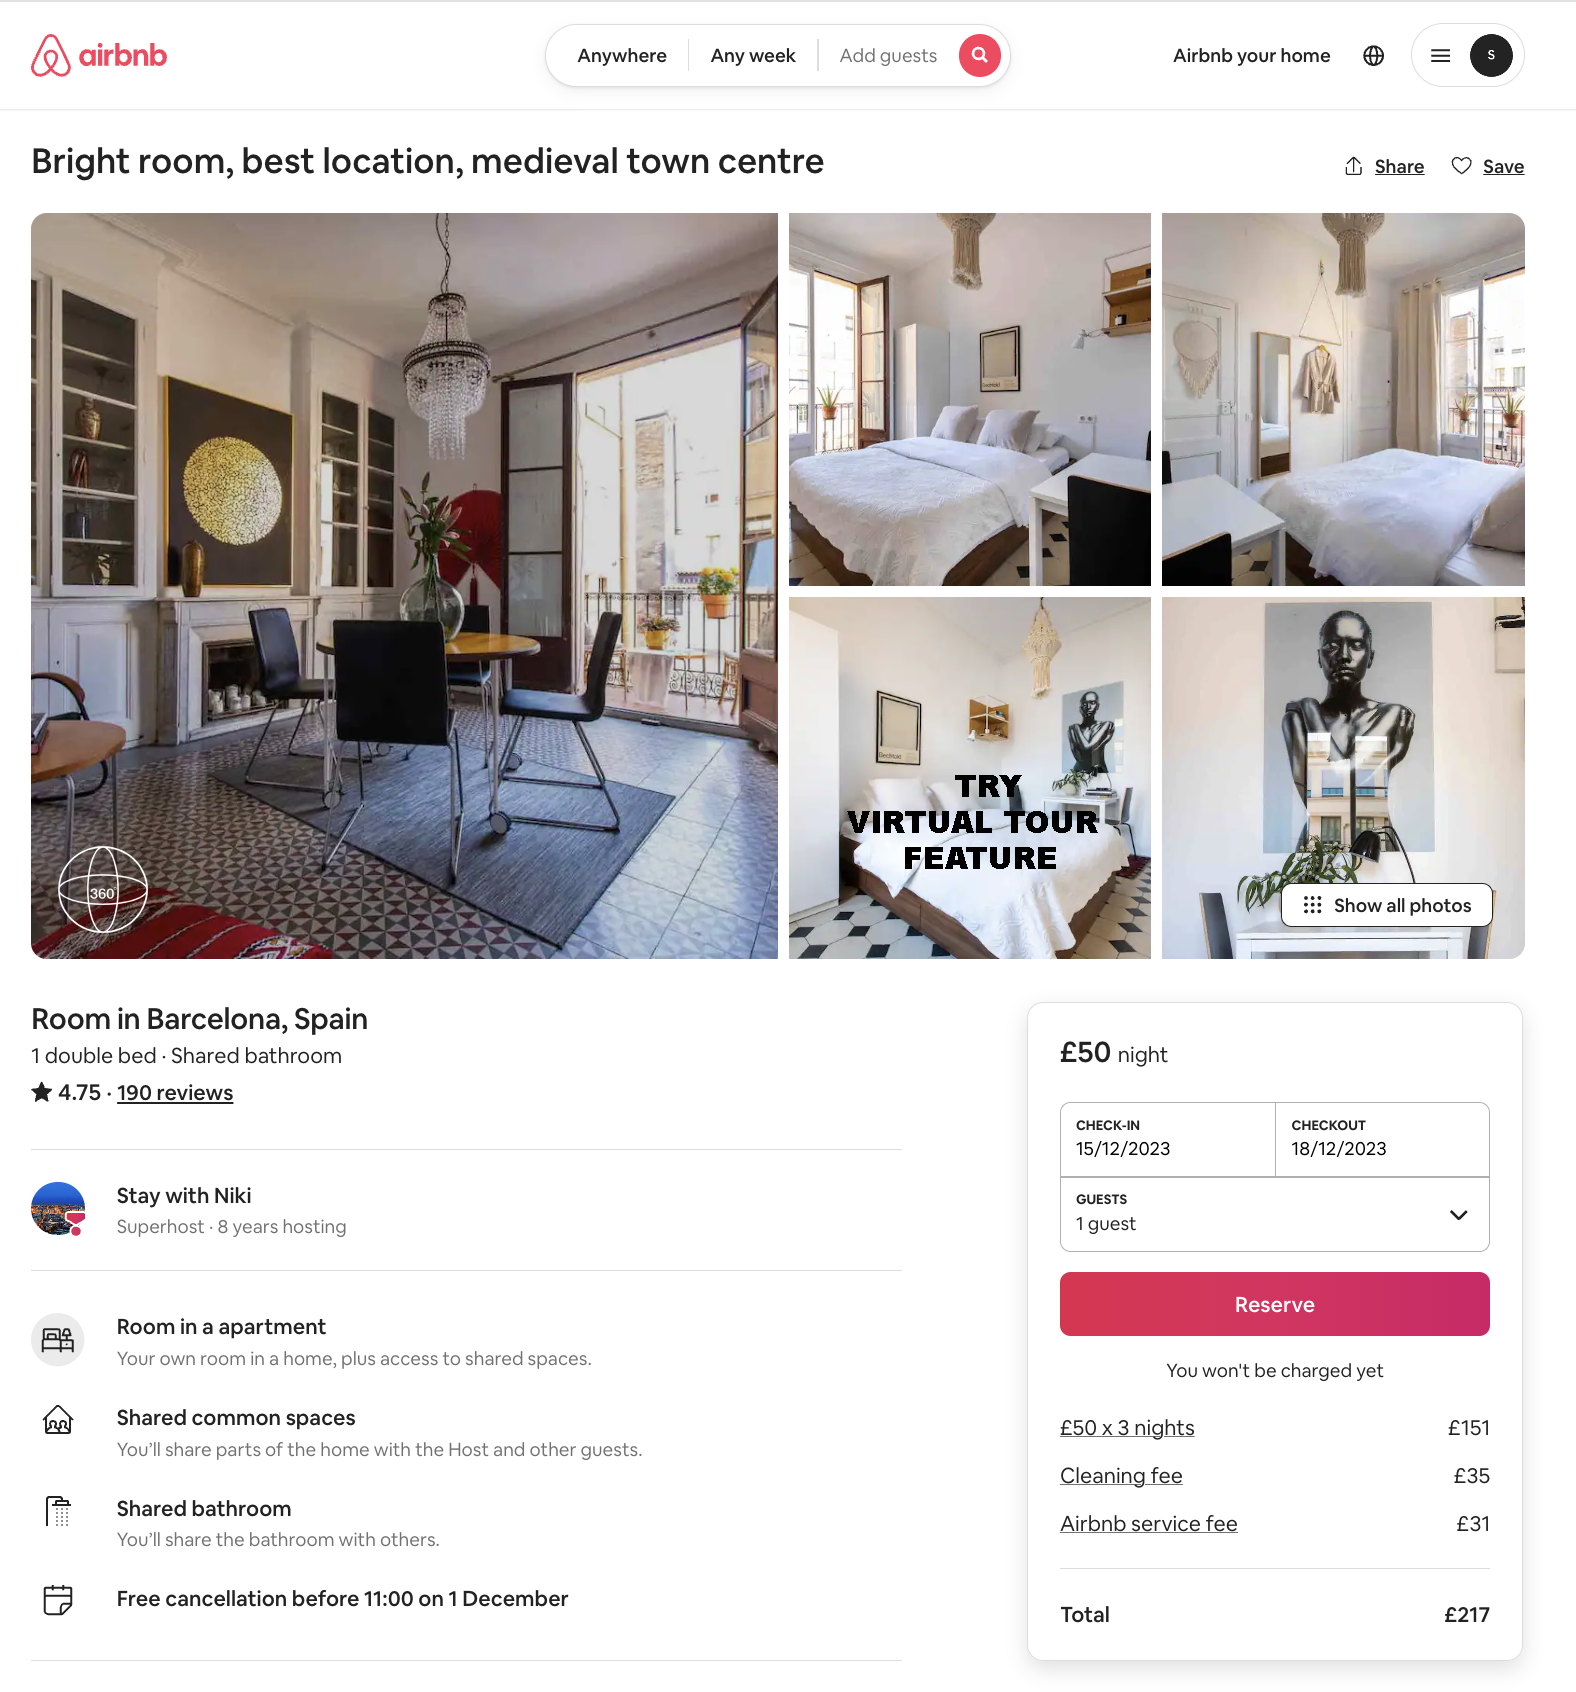 airbnb
Anywhere
Any week
Add guests
Airbnb your home
S
Bright room, best location, medieval town centre
Share
Save
360°
TRY
VIRTUAL TOUR
FEATURE
Show all photos
Room in Barcelona, Spain
1 double bed · Shared bathroom
4.75 · 190 reviews
Stay with Niki
Superhost · 8 years hosting
Room in a apartment
Your own room in a home, plus access to shared spaces.
Shared common spaces
You’ll share parts of the home with the Host and other guests.
Shared bathroom
You’ll share the bathroom with others.
Free cancellation before 11:00 on 1 December
£50 night
CHECK-IN
15/12/2023
CHECKOUT
18/12/2023
GUESTS
1 guest
Reserve
You won't be charged yet
£50 x 3 nights £151
Cleaning fee £35
Airbnb service fee £31
Total £217